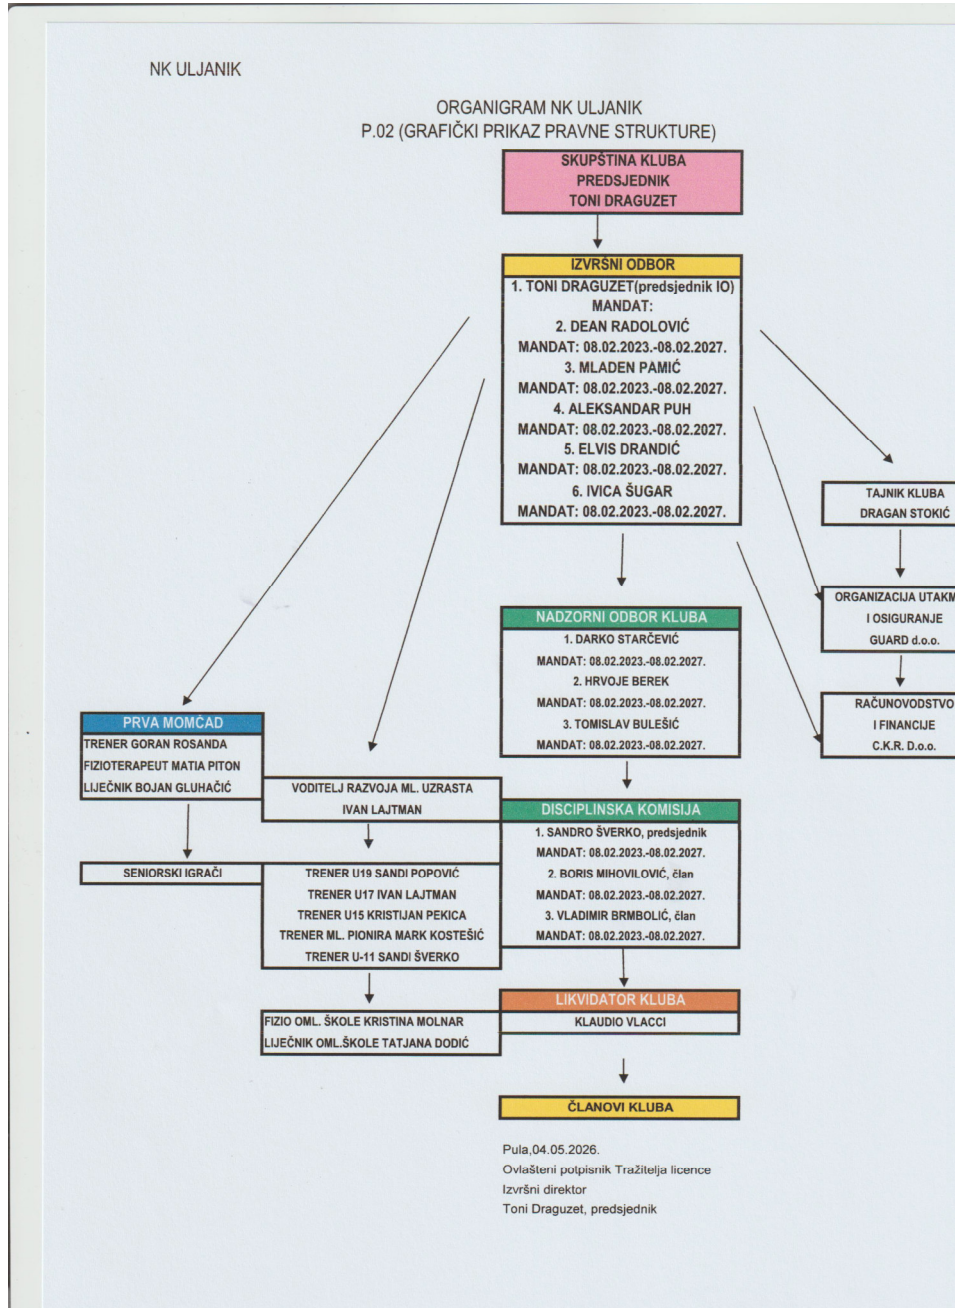 NK ULJANIK
ORGANIGRAM NK ULJANIK
P.02 (GRAFIČKI PRIKAZ PRAVNE STRUKTURE)
SKUPŠTINA KLUBA
PREDSJEDNIK
TONI DRAGUZET
IZVRŠNI ODBOR
1. TONI DRAGUZET(predsjednik IO)
MANDAT:
2. DEAN RADOLOVIĆ
MANDAT: 08.02.2023.-08.02.2027.
3. MLADEN PAMIĆ
MANDAT: 08.02.2023.-08.02.2027.
4. ALEKSANDAR PUH
MANDAT: 08.02.2023.-08.02.2027.
5. ELVIS DRANDIĆ
MANDAT: 08.02.2023.-08.02.2027.
6. IVICA ŠUGAR
MANDAT: 08.02.2023.-08.02.2027.
TAJNIK KLUBA
DRAGAN STOKIĆ
ORGANIZACIJA UTAKM
I OSIGURANJE
GUARD d.o.o.
RAČUNOVODSTVO
I FINANCIJE
C.K.R. D.o.o.
NADZORNI ODBOR KLUBA
1. DARKO STARČEVIĆ
MANDAT: 08.02.2023.-08.02.2027.
2. HRVOJE BEREK
MANDAT: 08.02.2023.-08.02.2027.
3. TOMISLAV BULEŠIĆ
MANDAT: 08.02.2023.-08.02.2027.
PRVA MOMČAD
TRENER GORAN ROSANDA
FIZIOTERAPEUT MATIA PITON
LIJEČNIK BOJAN GLUHAČIĆ
SENIORSKI IGRAČI
VODITELJ RAZVOJA ML. UZRASTA
IVAN LAJTMAN
TRENER U19 SANDI POPOVIĆ
TRENER U17 IVAN LAJTMAN
TRENER U15 KRISTIJAN PEKICA
TRENER ML. PIONIRA MARK KOSTEŠIĆ
TRENER U-11 SANDI ŠVERKO
FIZIO OML. ŠKOLE KRISTINA MOLNAR
LIJEČNIK OML.ŠKOLE TATJANA DODIĆ
DISCIPLINSKA KOMISIJA
1. SANDRO ŠVERKO, predsjednik
MANDAT: 08.02.2023.-08.02.2027.
2. BORIS MIHOVILOVIĆ, član
MANDAT: 08.02.2023.-08.02.2027.
3. VLADIMIR BRMBOLIĆ, član
MANDAT: 08.02.2023.-08.02.2027.
LIKVIDATOR KLUBA
KLAUDIO VLACCI
ČLANOVI KLUBA
Pula,04.05.2026.
Ovlašteni potpisnik Tražitelja licence
Izvršni direktor
Toni Draguzet, predsjednik